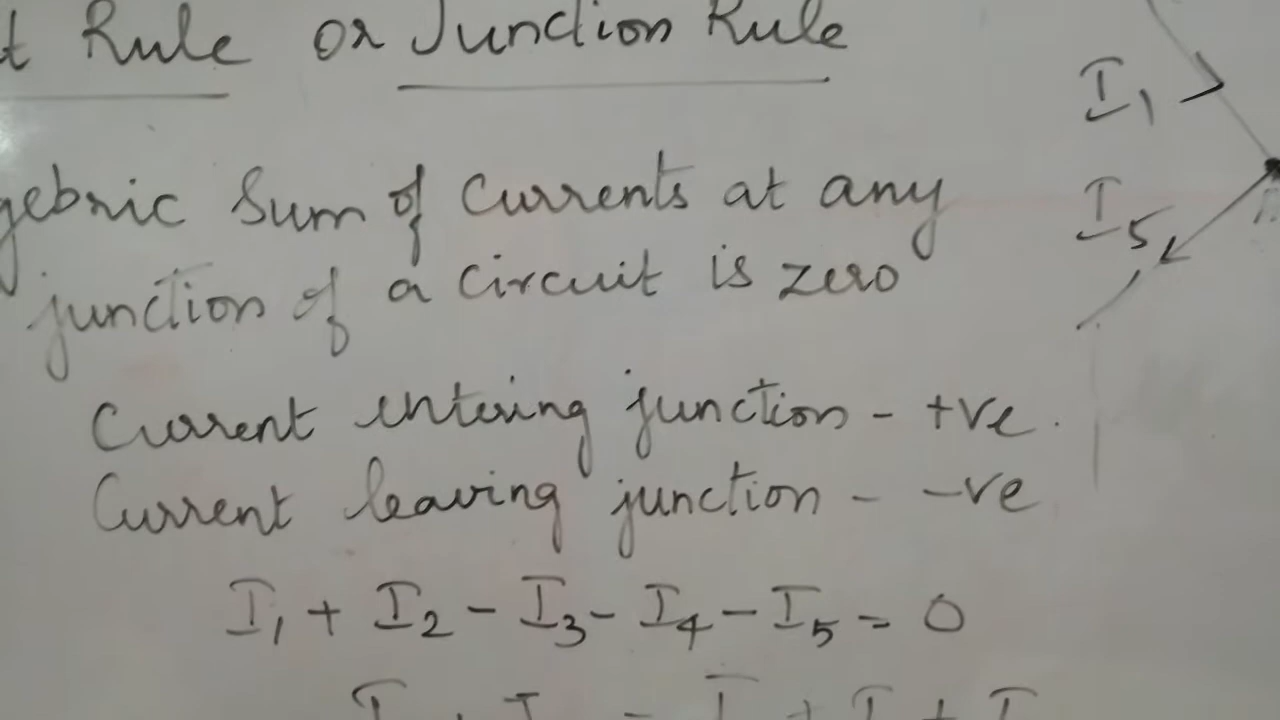 t Rule or Junction Rule
gebric Sum of Currents at any
junction of a circuit is zero
Current entering junction - +ve.
Current leaving junction - -ve
I₁ + I₂ - I₃ - I₄ - I₅ = 0
I₁
I₅